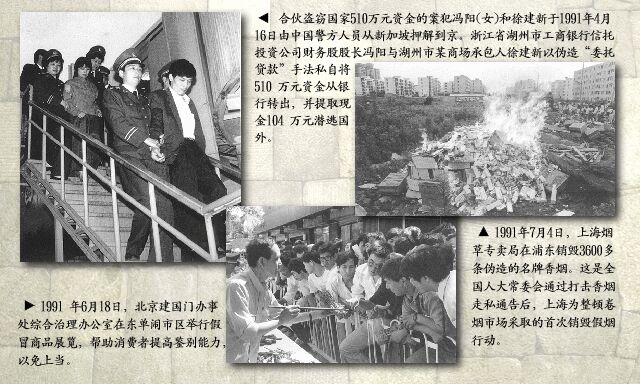 ◀ 合伙盗窃国家510万元资金的案犯冯阳(女)和徐建新于1991年4月
16日由中国警方人员从新加坡押解到京。浙江省湖州市工商银行信托
投资公司财务股股长冯阳与湖州市某商场承包人徐建新以伪造“委托
贷款”手法私自将
510 万元资金从银
行转出，并提取现
金104 万元潜逃国
外。
▲ 1991年7月4日，上海烟
草专卖局在浦东销毁3600多
条伪造的名牌香烟。这是全
国人大常委会通过打击香烟
走私通告后，上海为整顿卷
烟市场采取的首次销毁假烟
行动。
▶ 1991 年6月18日，北京建国门办事
处综合治理办公室在东单闹市区举行假
冒商品展览，帮助消费者提高鉴别能力，
以免上当。